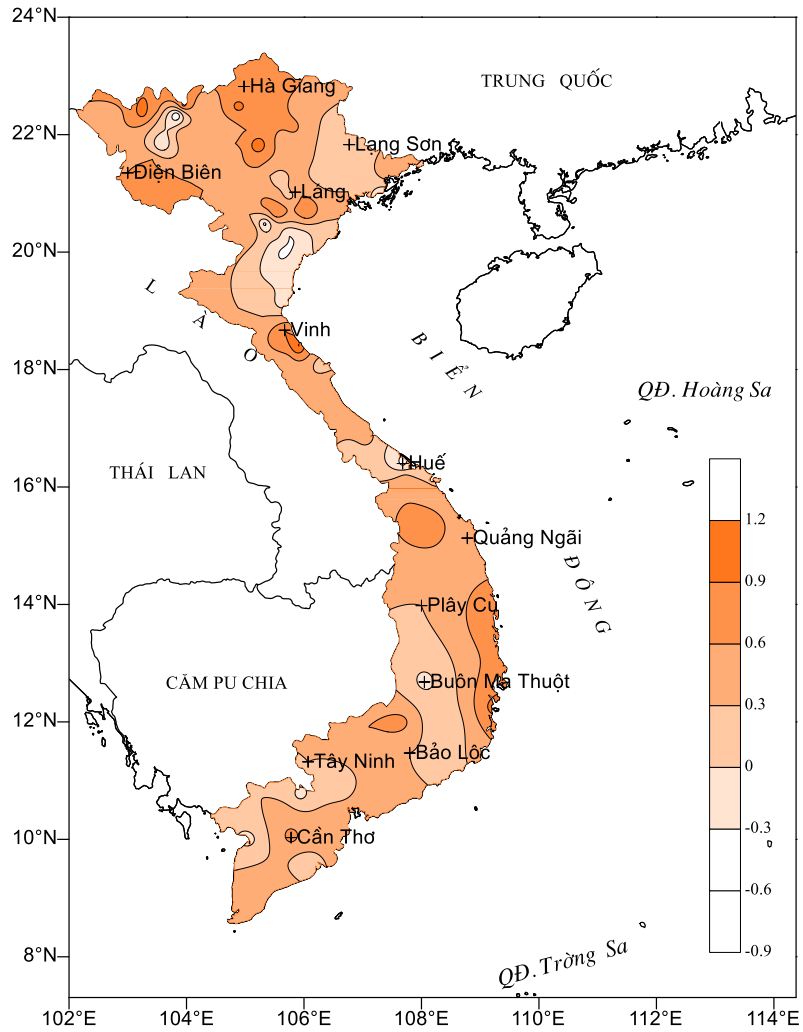 24°N
TRUNG QUỐC
Hà Giang
22°N
Lạng Sơn
Điện Biên
Láng
20°N
L À O
Vinh
BIỂN
18°N
QĐ. Hoàng Sa
THÁI LAN
16°N
Huế
1.2
Quảng Ngãi
ĐÔNG
0.9
14°N
Plây Cu
0.6
CĂM PU CHIA
Buôn Ma Thuột
0.3
12°N
Bảo Lộc
Tây Ninh
0
10°N
Cần Thơ
-0.3
-0.6
8°N
QĐ. Trờng Sa
-0.9
102°E 104°E 106°E 108°E 110°E 112°E 114°E